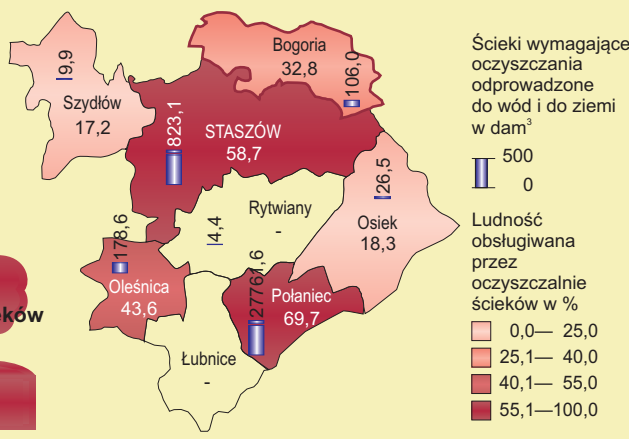 9,9
Szydłów
17,2
Bogoria
32,8
106,0
823,1
STASZÓW
58,7
26,5
Osiek
18,3
Rytwiany
-
4,4
178,6
Oleśnica
43,6
27761,6
Połaniec
69,7
Łubnice
-
ków
Ścieki wymagające
oczyszczania
odprowadzone
do wód i do ziemi
w dam³
500
0
Ludność
obsługiwana
przez
oczyszczalnie
ścieków w %
0,0— 25,0
25,1— 40,0
40,1— 55,0
55,1—100,0